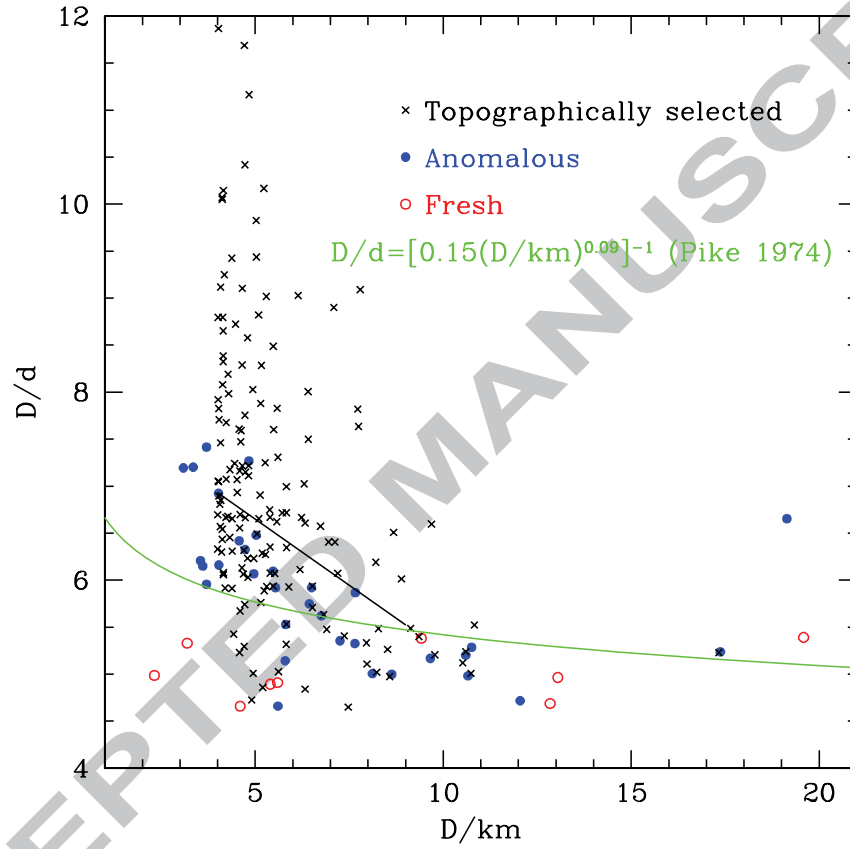 12
10
8
6
4
D/d
× Topographically selected
● Anomalous
○ Fresh
D/d=[0.15(D/km)^0.09]^-1 (Pike 1974)
5
10
15
20
D/km
EPTED MANUSCR